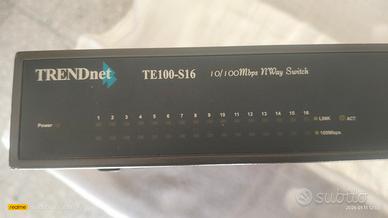 TRENDnet TE100-S16 10/100Mbps NWay Switch
1 2 3 4 5 6 7 8 9 10 11 12 13 14 15 16
Power LINK ACT
100Mbps
realme
subito